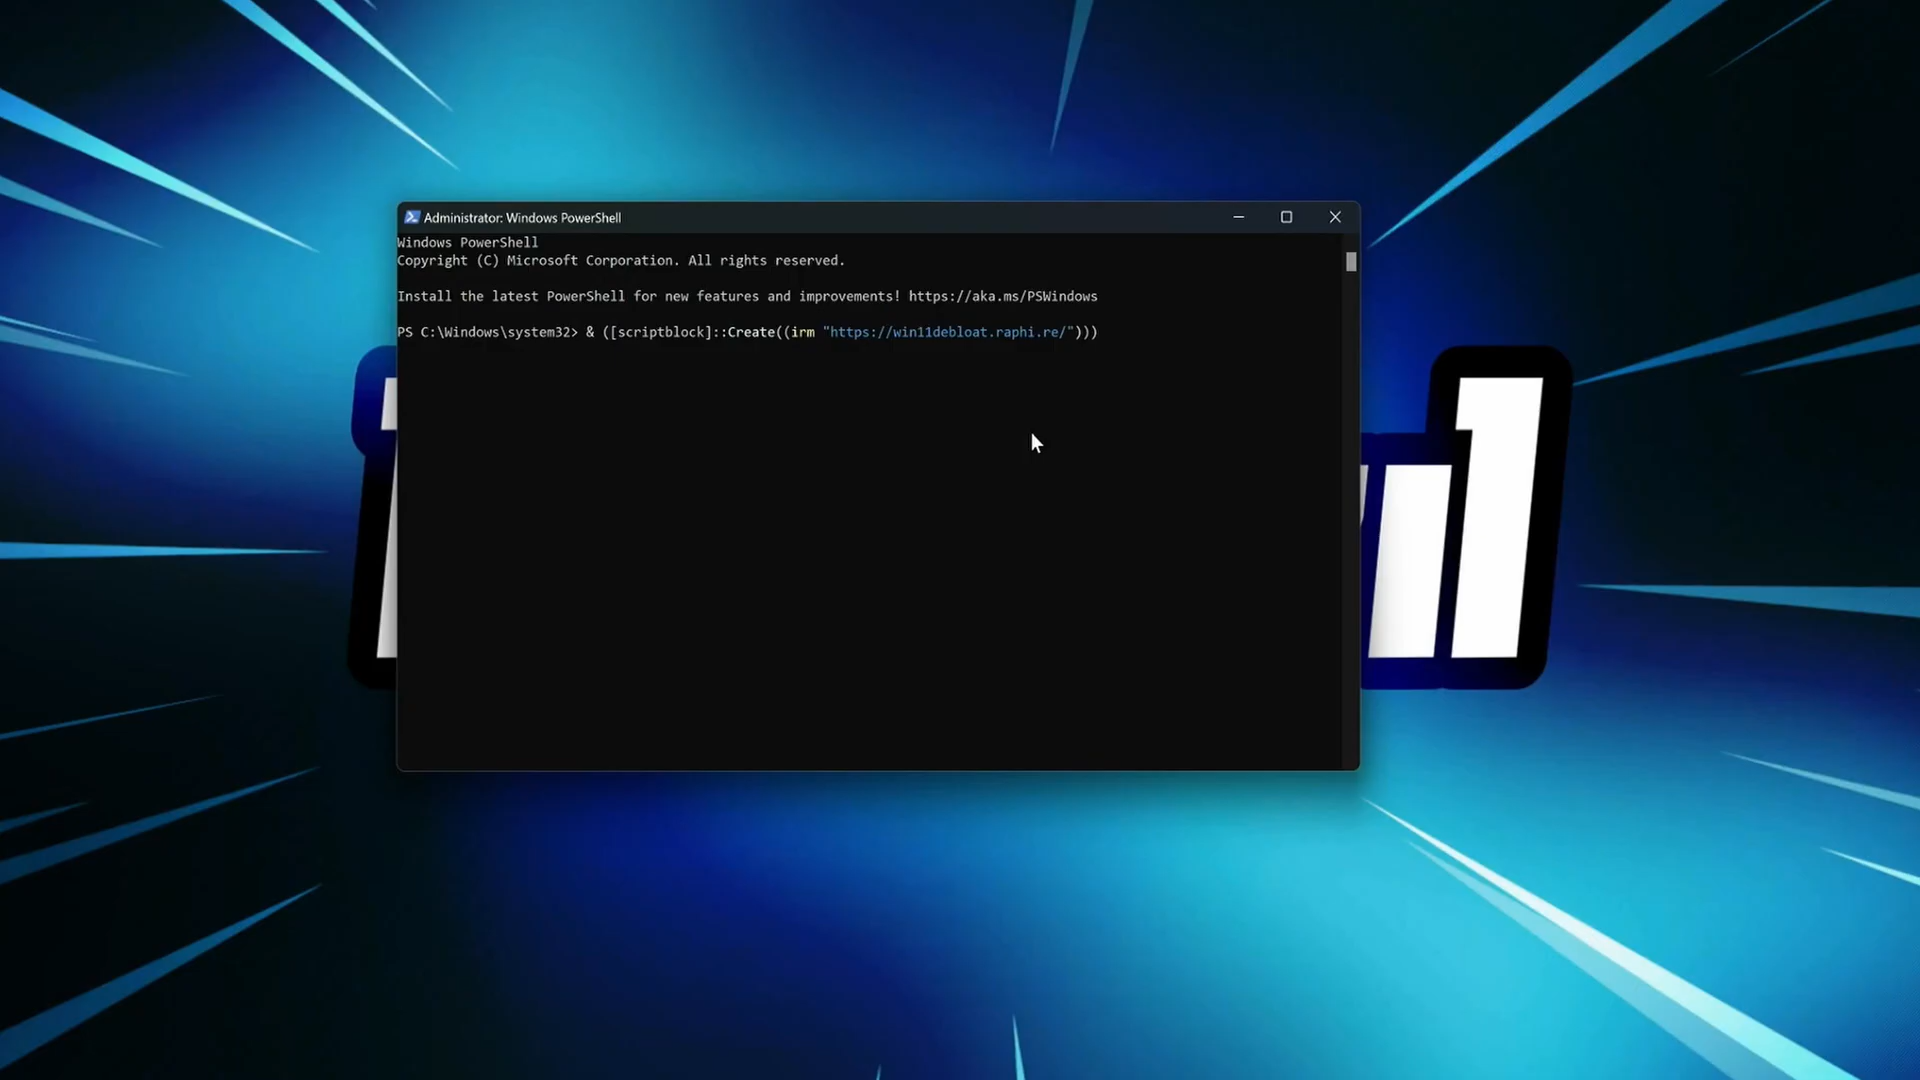 Administrator: Windows PowerShell
Windows PowerShell
Copyright (C) Microsoft Corporation. All rights reserved.
Install the latest PowerShell for new features and improvements! https://aka.ms/PSWindows
PS C:\Windows\system32> & ([scriptblock]::Create((irm "https://win11debloat.raphi.re/")))